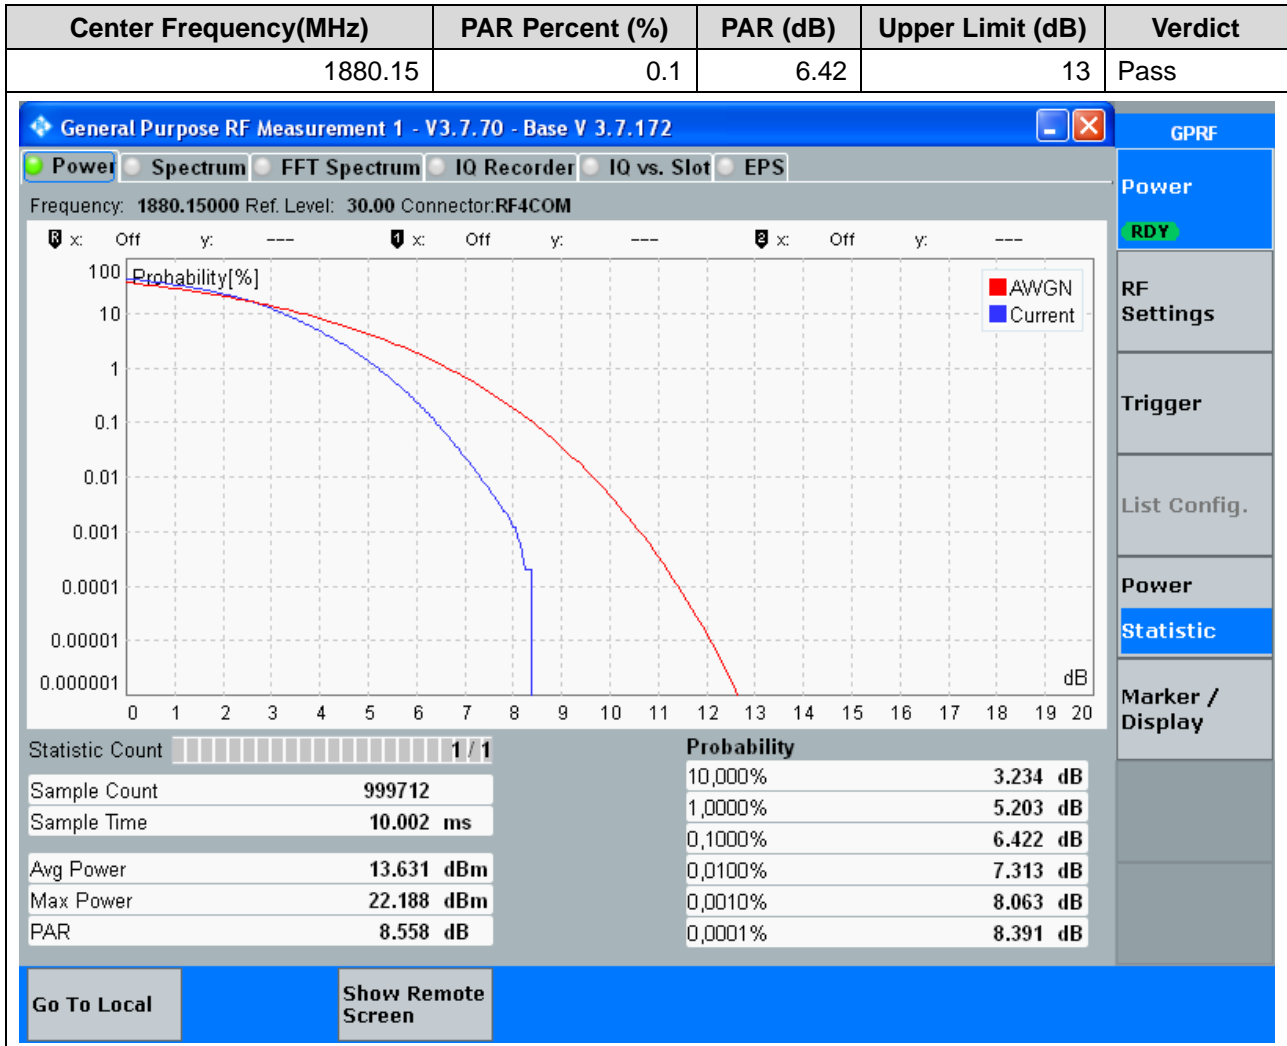 Center Frequency(MHz) PAR Percent (%) PAR (dB) Upper Limit (dB) Verdict
1880.15 0.1 6.42 13 Pass
General Purpose RF Measurement 1 - V3.7.70 - Base V 3.7.172
GPRF
Power Spectrum FFT Spectrum IQ Recorder IQ vs. Slot EPS
Power
RDY
Frequency: 1880.15000 Ref. Level: 30.00 Connector:RF4COM
R x: Off y: --- 1 x: Off y: --- 2 x: Off y: ---
Probability[%]
AWGN
Current
100
10
1
0.1
0.01
0.001
0.0001
0.00001
0.000001
dB
0 1 2 3 4 5 6 7 8 9 10 11 12 13 14 15 16 17 18 19 20
RF
Settings
Trigger
List Config.
Power
Statistic
Marker /
Display
Statistic Count 1 / 1
Sample Count 999712
Sample Time 10.002 ms
Avg Power 13.631 dBm
Max Power 22.188 dBm
PAR 8.558 dB
Probability
10,000% 3.234 dB
1,0000% 5.203 dB
0,1000% 6.422 dB
0,0100% 7.313 dB
0,0010% 8.063 dB
0,0001% 8.391 dB
Go To Local
Show Remote
Screen